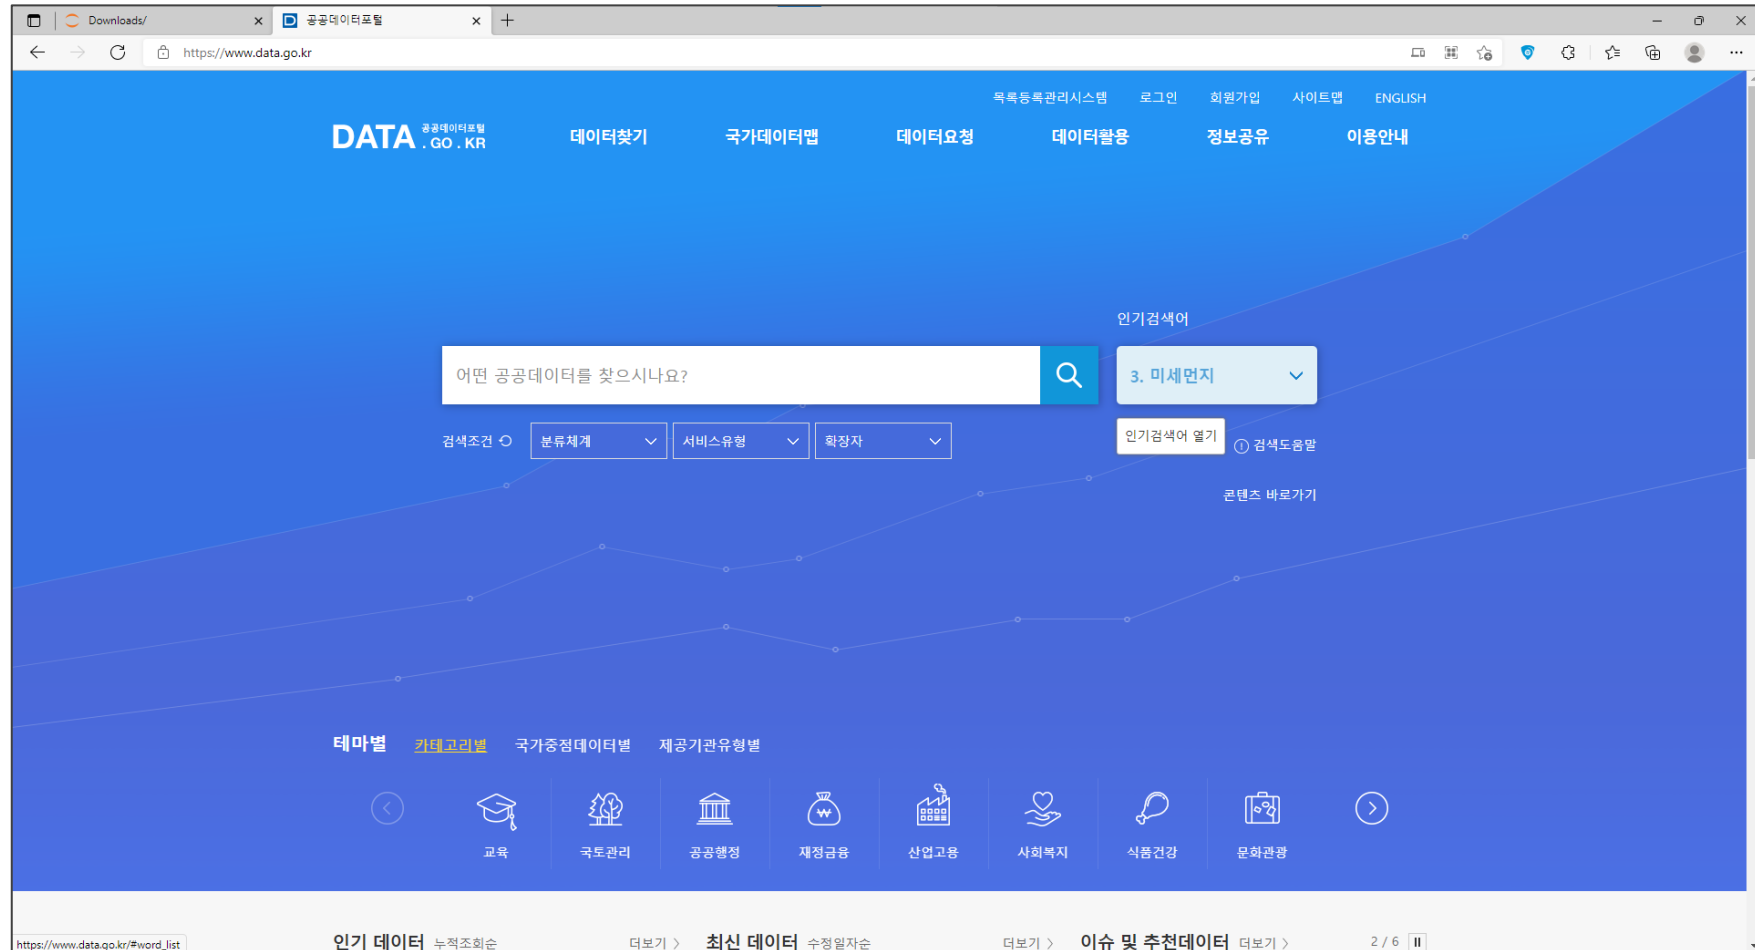 Downloads/
공공데이터포털
https://www.data.go.kr
목록등록관리시스템 로그인 회원가입 사이트맵 ENGLISH
DATA 공공데이터포털 . GO . KR
데이터찾기 국가데이터맵 데이터요청 데이터활용 정보공유 이용안내
인기검색어
어떤 공공데이터를 찾으시나요?
3. 미세먼지
검색조건 분류체계 서비스유형 확장자
인기검색어 열기
검색도움말
콘텐츠 바로가기
테마별 카테고리별 국가중점데이터별 제공기관유형별
교육 국토관리 공공행정 재정금융 산업고용 사회복지 식품건강 문화관광
인기 데이터 누적조회순 더보기 최신 데이터 수정일자순 더보기 이슈 및 추천데이터 더보기 2 / 6
https://www.data.go.kr/#word_list